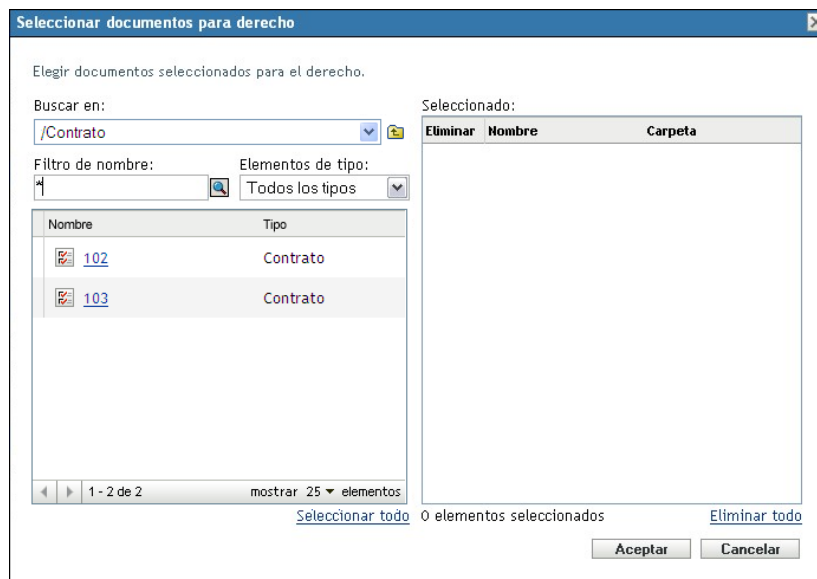 Seleccionar documentos para derecho
Elegir documentos seleccionados para el derecho.
Buscar en:
/Contrato
Filtro de nombre:
Elementos de tipo:
*
Todos los tipos
Nombre Tipo
102 Contrato
103 Contrato
1 - 2 de 2
mostrar 25 elementos
Seleccionar todo
Seleccionado:
Eliminar Nombre Carpeta
0 elementos seleccionados
Eliminar todo
Aceptar
Cancelar